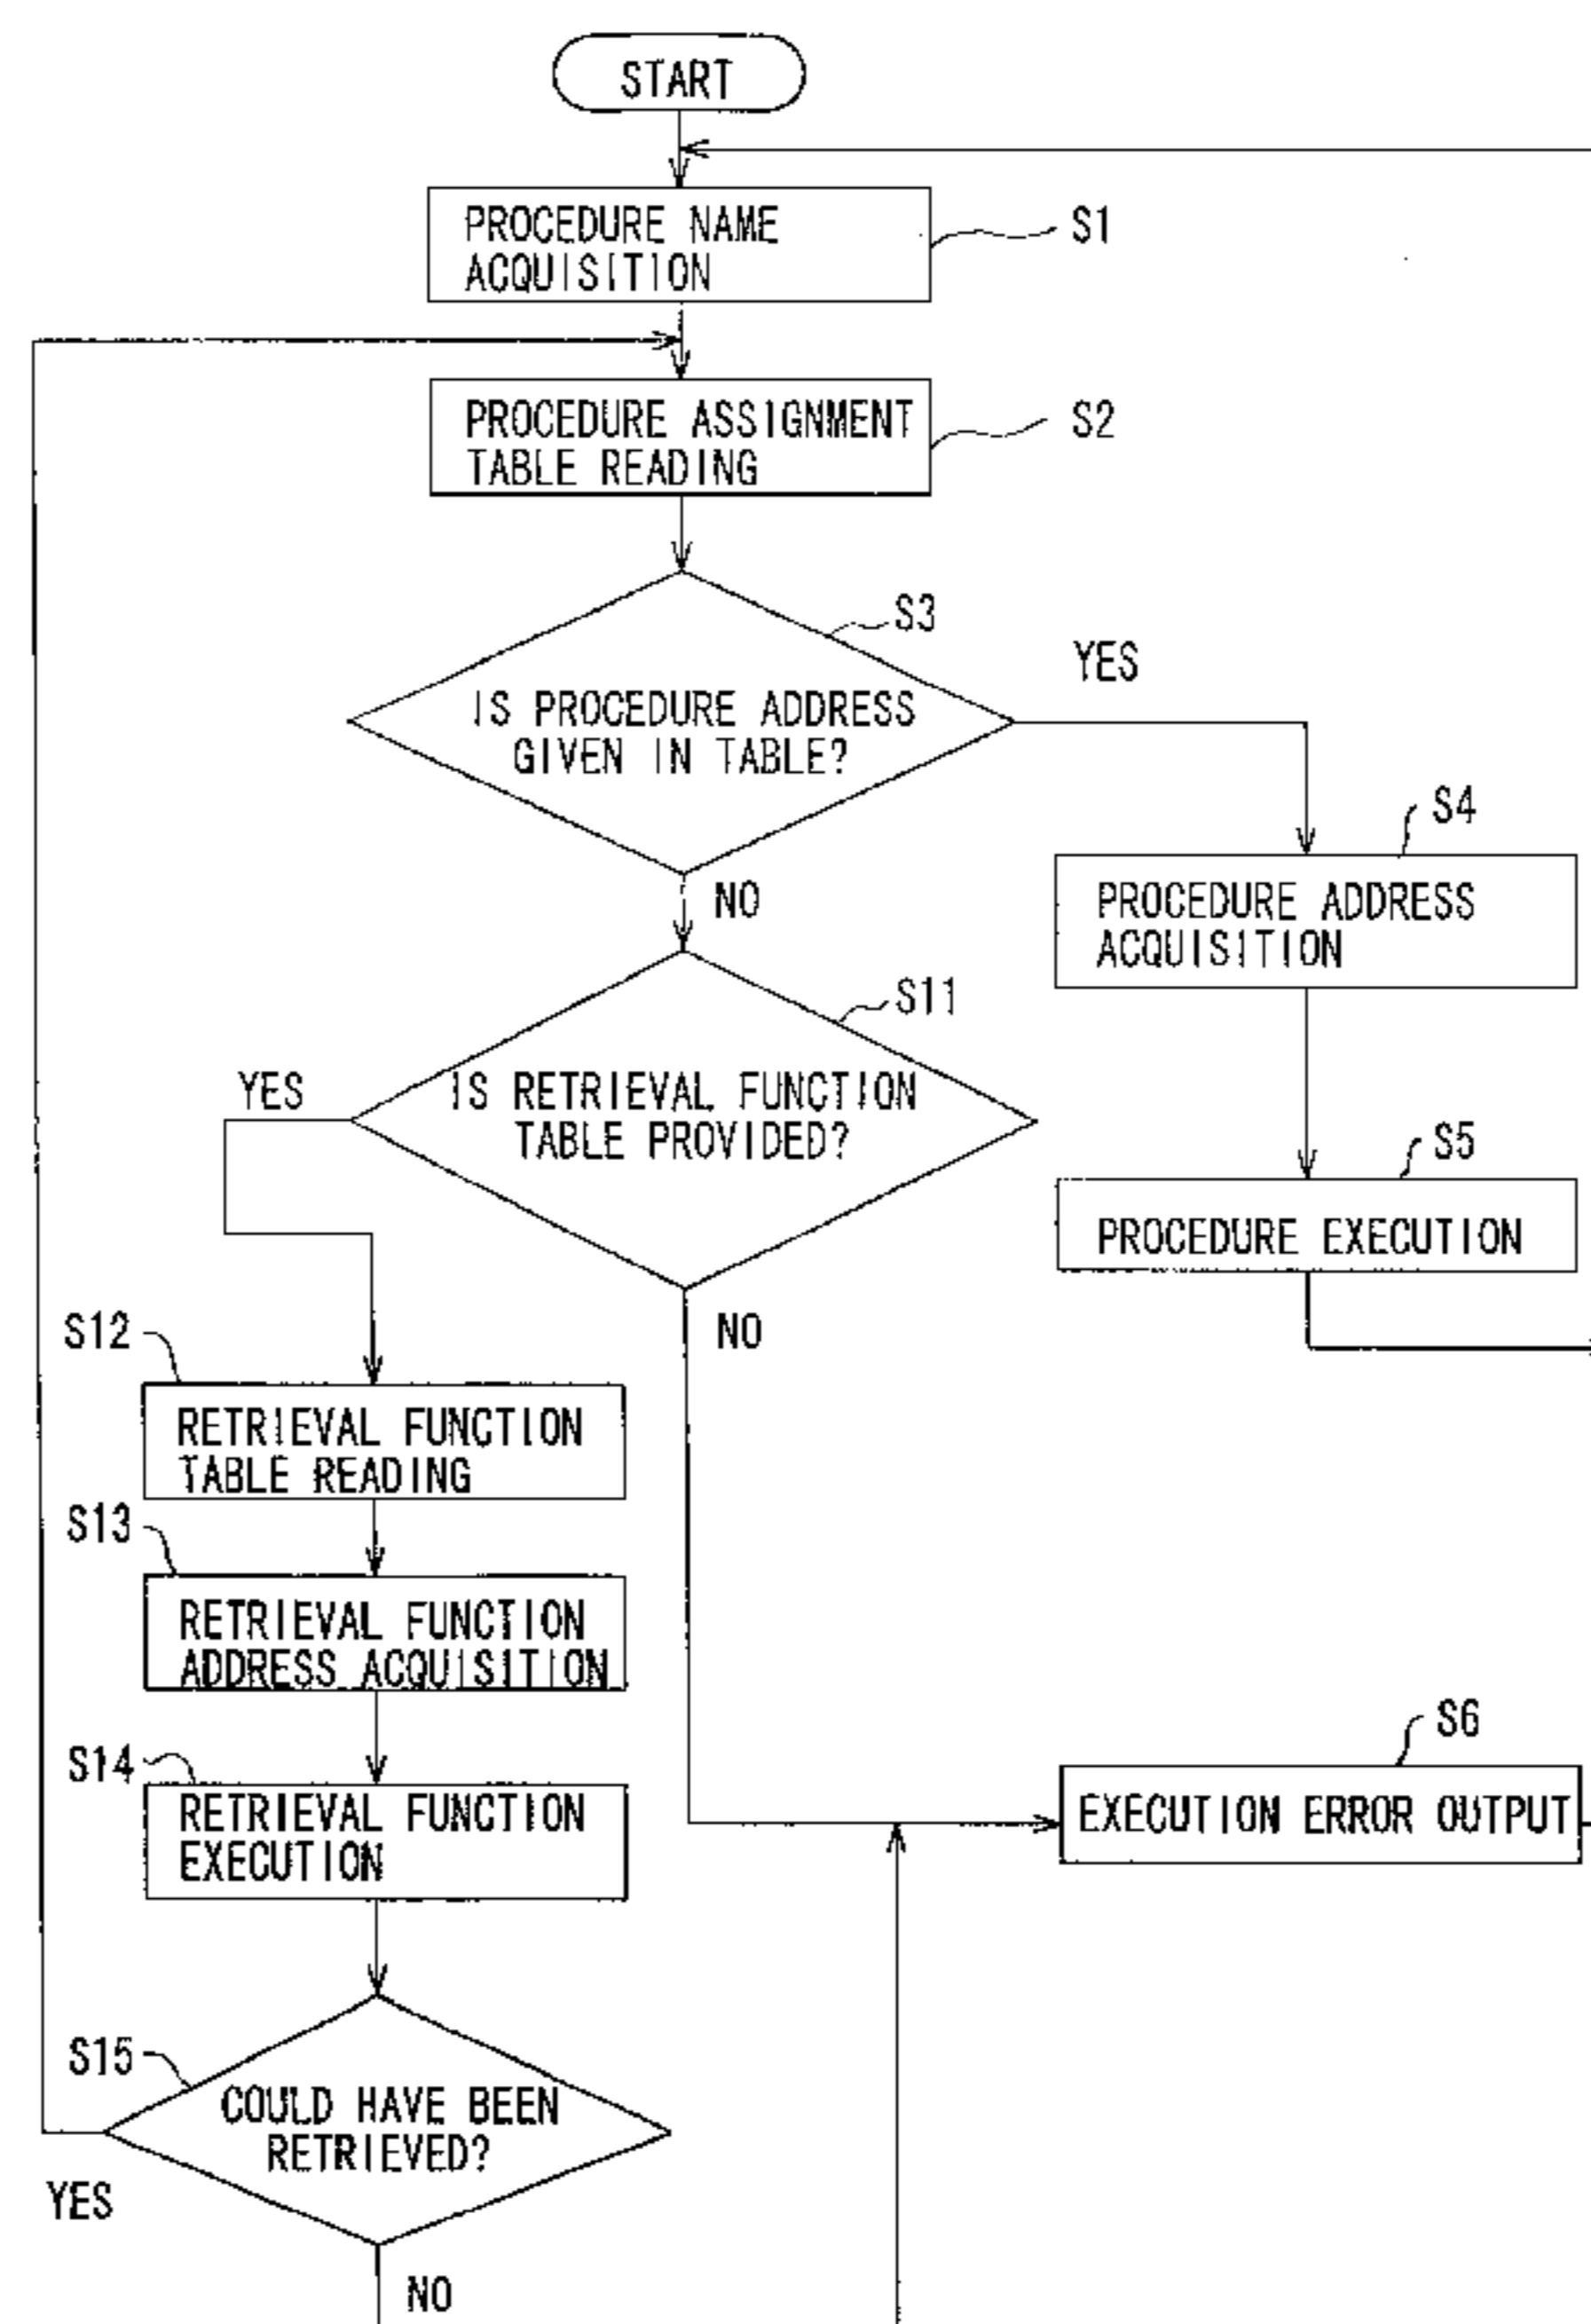 START
PROCEDURE NAME
ACQUISITION
S1
PROCEDURE ASSIGNMENT
TABLE READING
S2
S3
YES
IS PROCEDURE ADDRESS
GIVEN IN TABLE?
NO
S4
PROCEDURE ADDRESS
ACQUISITION
S11
YES
IS RETRIEVAL FUNCTION
TABLE PROVIDED?
NO
S5
PROCEDURE EXECUTION
S12
RETRIEVAL FUNCTION
TABLE READING
S13
RETRIEVAL FUNCTION
ADDRESS ACQUISITION
S14
RETRIEVAL FUNCTION
EXECUTION
S6
EXECUTION ERROR OUTPUT
S15
COULD HAVE BEEN
RETRIEVED?
YES
NO